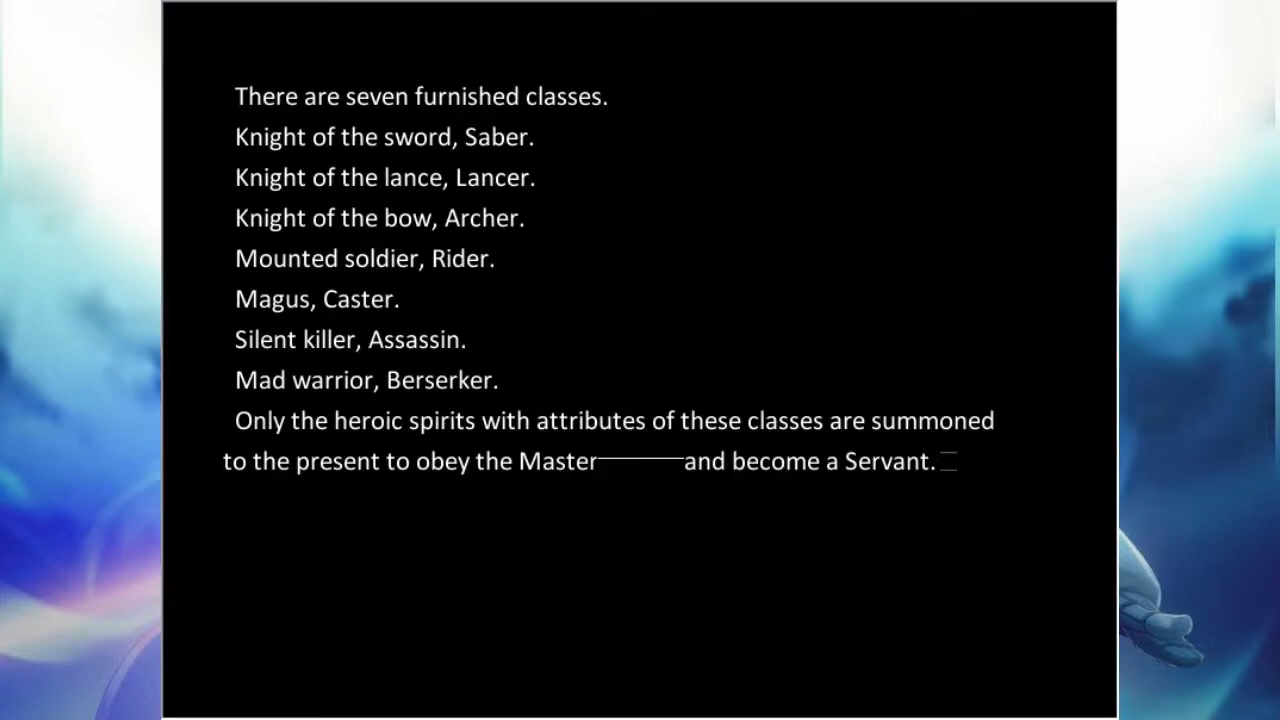 There are seven furnished classes.
Knight of the sword, Saber.
Knight of the lance, Lancer.
Knight of the bow, Archer.
Mounted soldier, Rider.
Magus, Caster.
Silent killer, Assassin.
Mad warrior, Berserker.
Only the heroic spirits with attributes of these classes are summoned
to the present to obey the Master―――and become a Servant.